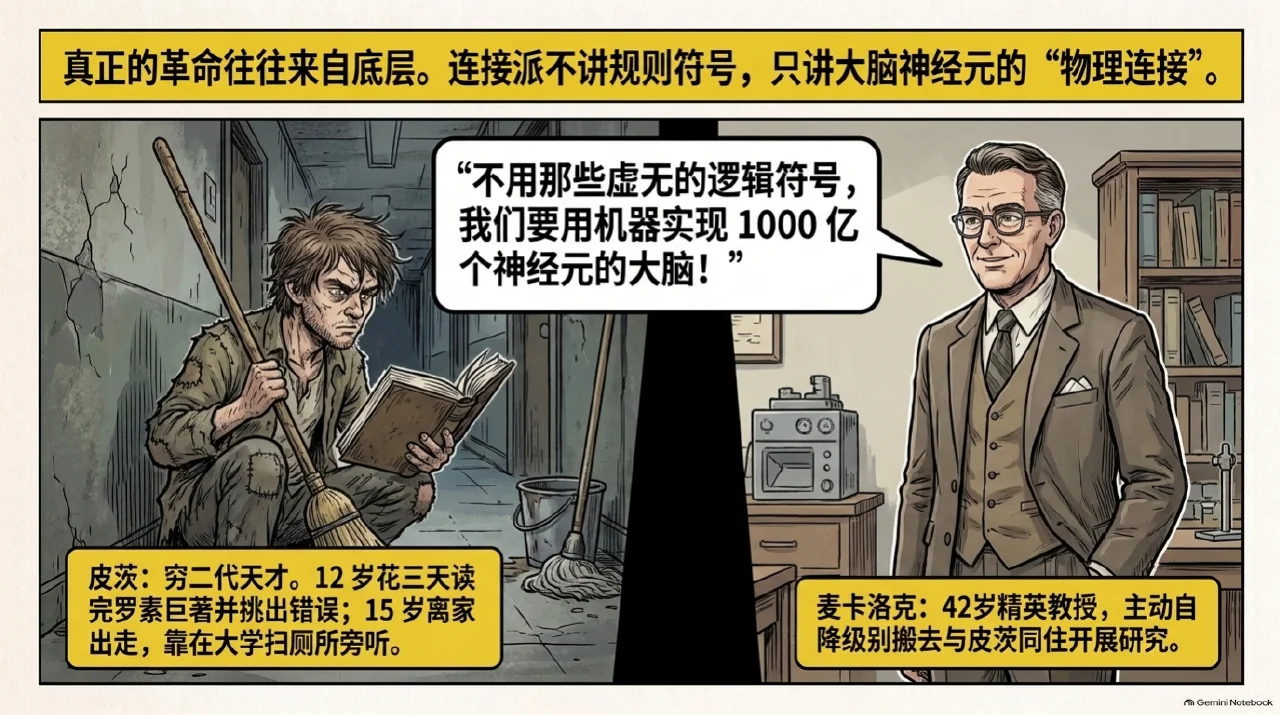 真正的革命往往来自底层。连接派不讲规则符号，只讲大脑神经元的“物理连接”。
“不用那些虚无的逻辑符号，
我们要用机器实现 1000 亿
个神经元的大脑！”
皮茨：穷二代天才。12 岁花三天读
完罗素巨著并挑出错误；15 岁离家
出走，靠在大学扫厕所旁听。
麦卡洛克：42岁精英教授，主动自
降级别搬去与皮茨同住开展研究。
Gemini Notebook